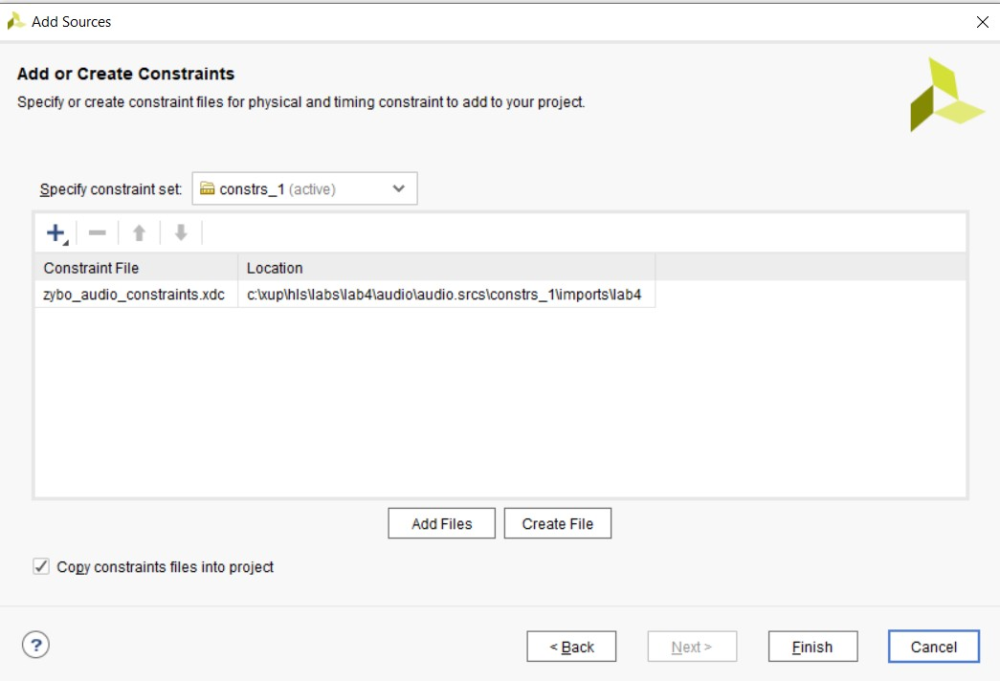 Add Sources
Add or Create Constraints
Specify or create constraint files for physical and timing constraint to add to your project.
Specify constraint set: constrs_1 (active)
Constraint File Location
zybo_audio_constraints.xdc c:\xup\hls\labs\lab4\audio\audio.srcs\constrs_1\imports\lab4
Add Files Create File
Copy constraints files into project
? < Back Next > Finish Cancel